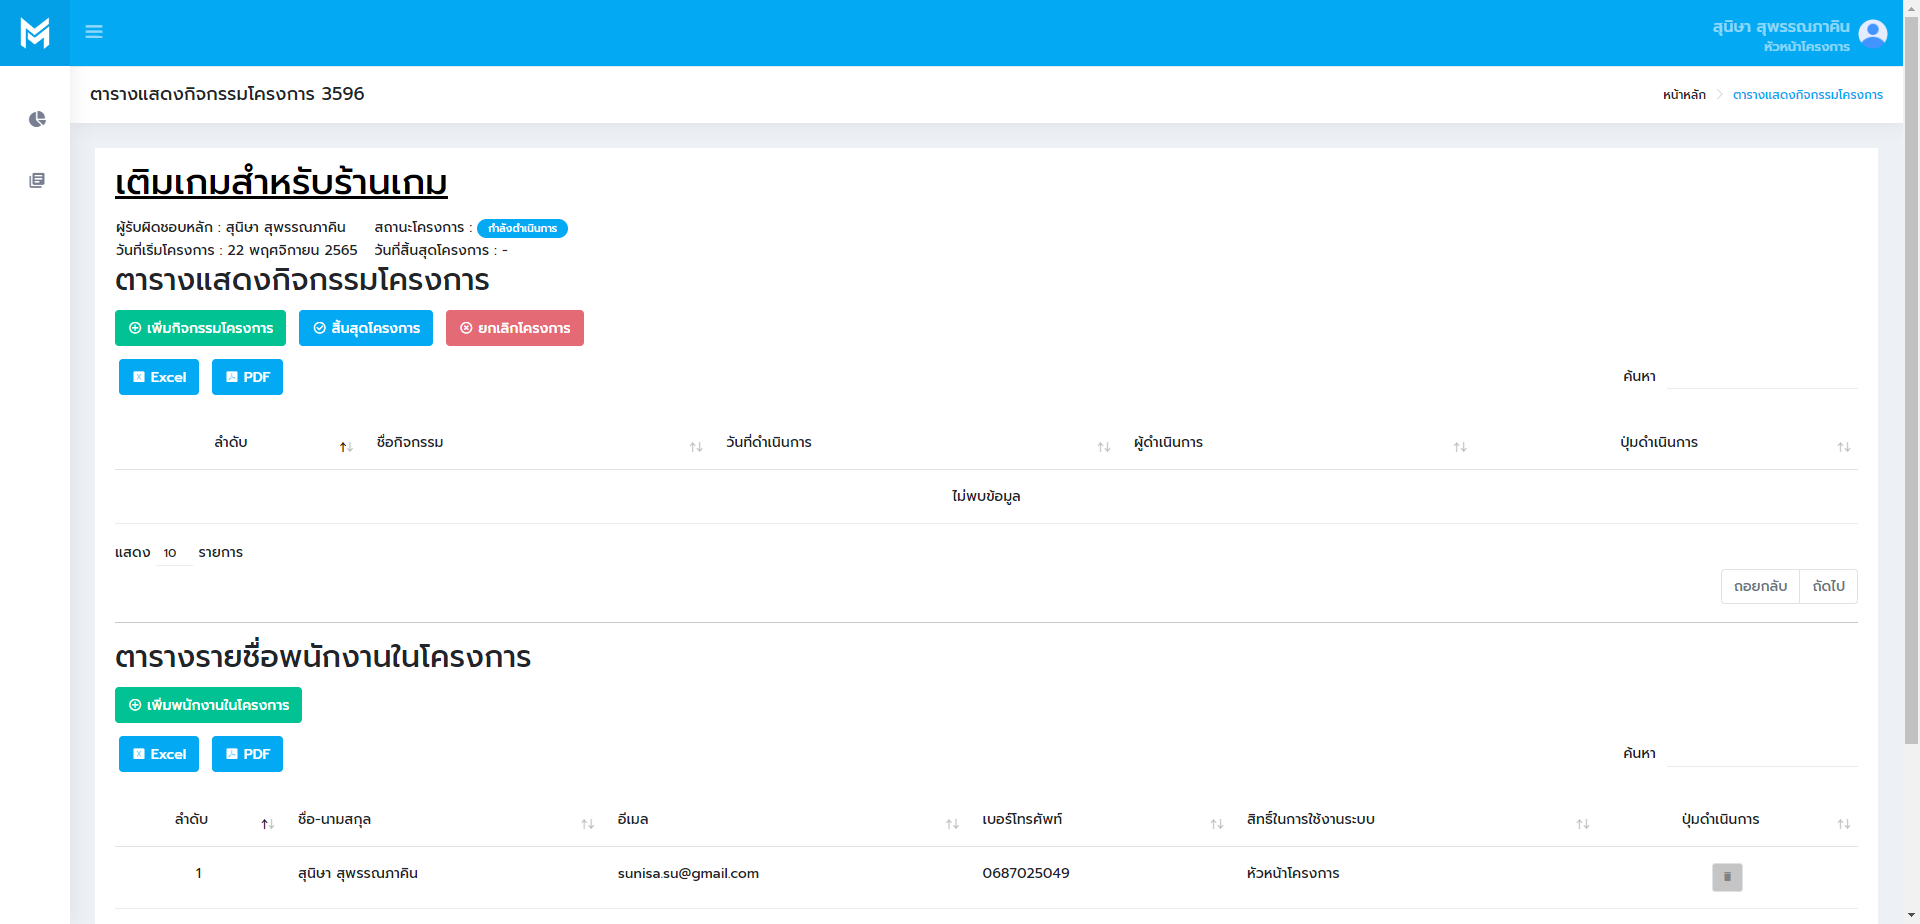 สุนิษา สุพรรณภาคิน
หัวหน้าโครงการ
ตารางแสดงกิจกรรมโครงการ 3596
หน้าหลัก ตารางแสดงกิจกรรมโครงการ
เติมเกมสำหรับร้านเกม
ผู้รับผิดชอบหลัก : สุนิษา สุพรรณภาคิน สถานะโครงการ : กำลังดำเนินการ
วันที่เริ่มโครงการ : 22 พฤศจิกายน 2565 วันที่สิ้นสุดโครงการ : -
ตารางแสดงกิจกรรมโครงการ
เพิ่มกิจกรรมโครงการ สิ้นสุดโครงการ ยกเลิกโครงการ
Excel PDF ค้นหา
ลำดับ ชื่อกิจกรรม วันที่ดำเนินการ ผู้ดำเนินการ ปุ่มดำเนินการ
ไม่พบข้อมูล
แสดง 10 รายการ
ถอยกลับ ถัดไป
ตารางรายชื่อพนักงานในโครงการ
เพิ่มพนักงานในโครงการ
Excel PDF ค้นหา
ลำดับ ชื่อ-นามสกุล อีเมล เบอร์โทรศัพท์ สิทธิ์ในการใช้งานระบบ ปุ่มดำเนินการ
1 สุนิษา สุพรรณภาคิน sunisa.su@gmail.com 0687025049 หัวหน้าโครงการ